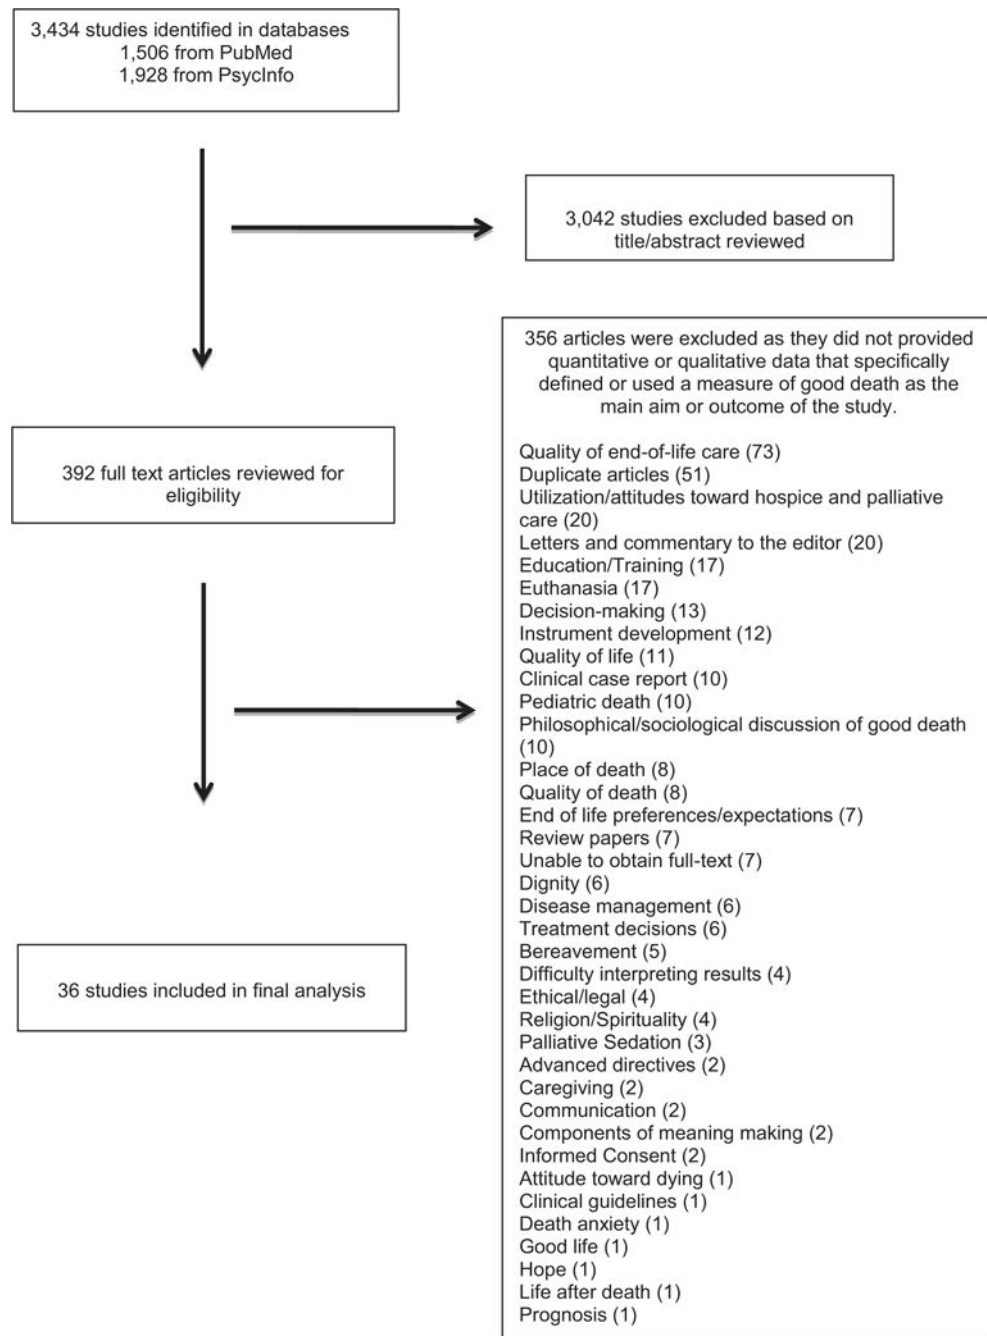 3,434 studies identified in databases
1,506 from PubMed
1,928 from PsycInfo
3,042 studies excluded based on
title/abstract reviewed
392 full text articles reviewed for
eligibility
356 articles were excluded as they did not provided
quantitative or qualitative data that specifically
defined or used a measure of good death as the
main aim or outcome of the study.
Quality of end-of-life care (73)
Duplicate articles (51)
Utilization/attitudes toward hospice and palliative
care (20)
Letters and commentary to the editor (20)
Education/Training (17)
Euthanasia (17)
Decision-making (13)
Instrument development (12)
Quality of life (11)
Clinical case report (10)
Pediatric death (10)
Philosophical/sociological discussion of good death
(10)
Place of death (8)
Quality of death (8)
End of life preferences/expectations (7)
Review papers (7)
Unable to obtain full-text (7)
Dignity (6)
Disease management (6)
Treatment decisions (6)
Bereavement (5)
Difficulty interpreting results (4)
Ethical/legal (4)
Religion/Spirituality (4)
Palliative Sedation (3)
Advanced directives (2)
Caregiving (2)
Communication (2)
Components of meaning making (2)
Informed Consent (2)
Attitude toward dying (1)
Clinical guidelines (1)
Death anxiety (1)
Good life (1)
Hope (1)
Life after death (1)
Prognosis (1)
36 studies included in final analysis